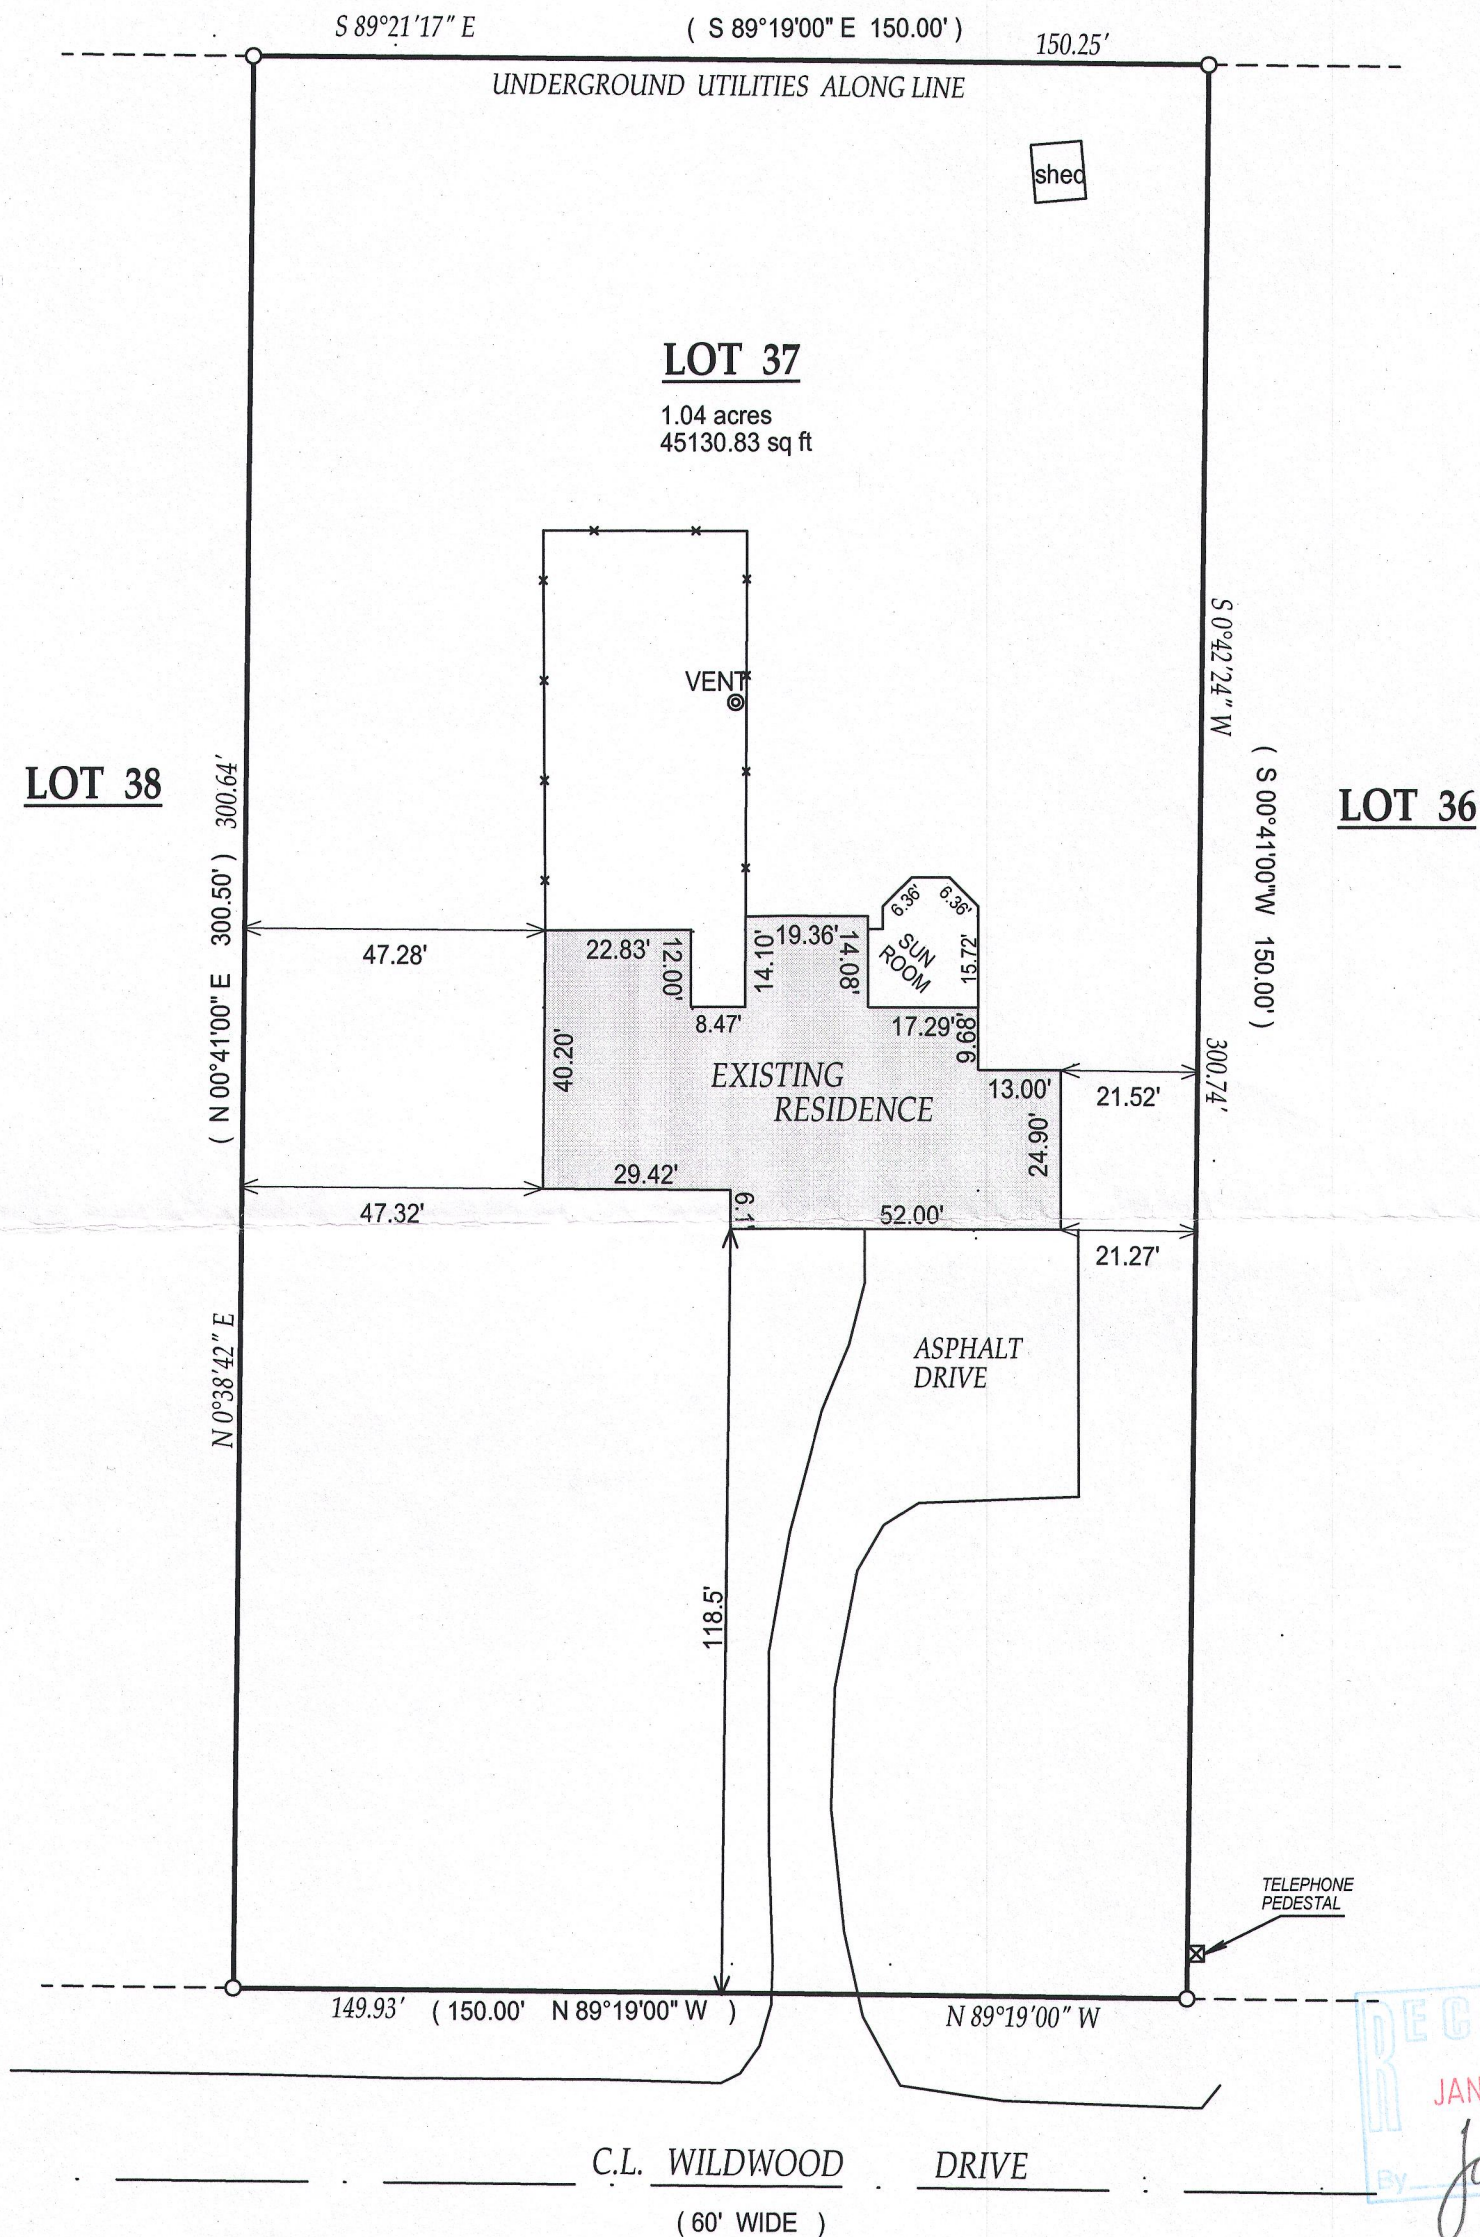 S 89°21'17" E
( S 89°19'00" E 150.00' )
150.25'
UNDERGROUND UTILITIES ALONG LINE
shed
LOT 37
1.04 acres
45130.83 sq ft
S 0°42'24" W
VENT
LOT 38
300.64'
( N 00°41'00" E 300.50' )
( S 00°41'00"W 150.00' )
LOT 36
6.36'
6.36'
47.28'
22.83'
12.00'
14.10'
19.36'
14.08'
SUN
ROOM
15.72'
8.47'
17.29'
9.68'
40.20'
EXISTING
RESIDENCE
13.00'
21.52'
300.74'
24.90'
29.42'
47.32'
6.1'
52.00'
21.27'
N 0°38'42" E
ASPHALT
DRIVE
118.5'
TELEPHONE
PEDESTAL
149.93'
( 150.00' N 89°19'00" W )
N 89°19'00" W
REC
JAN
By
C.L. WILDWOOD DRIVE
( 60' WIDE )